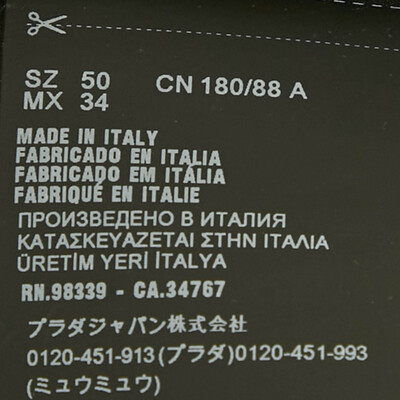 SZ 50 CN 180/88 A
MX 34
MADE IN ITALY
FABRICADO EN ITALIA
FABRICADO EM ITÁLIA
FABRIQUÉ EN ITALIE
ПРОИЗВЕДЕНО В ИТАЛИЯ
ΚΑΤΑΣΚΕΥΑΖΕΤΑΙ ΣΤΗΝ ΙΤΑΛΙΑ
ÜRETİM YERİ İTALYA
RN.98339 - CA.34767
プラダジャパン株式会社
0120-451-913(プラダ)0120-451-993
(ミュウミュウ)